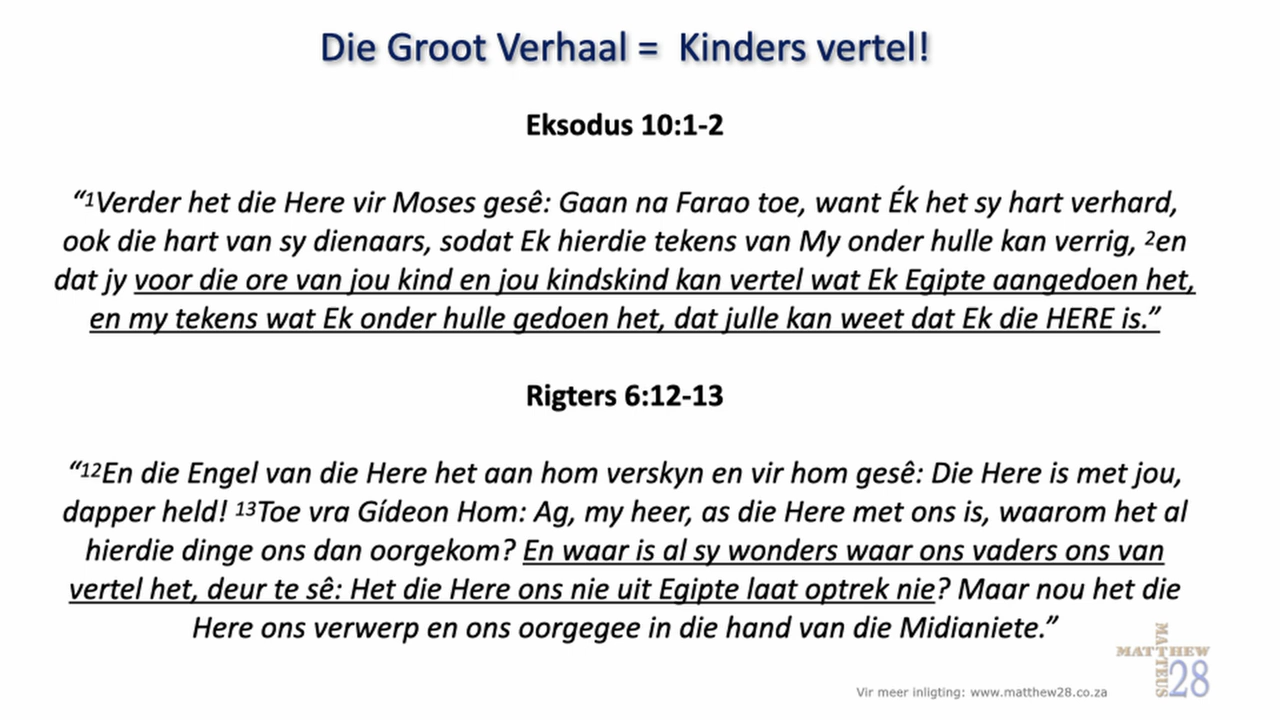 Die Groot Verhaal = Kinders vertel!
Eksodus 10:1-2
“1Verder het die Here vir Moses gesê: Gaan na Farao toe, want Ék het sy hart verhard,
ook die hart van sy dienaars, sodat Ek hierdie tekens van My onder hulle kan verrig, 2en
dat jy voor die ore van jou kind en jou kindskind kan vertel wat Ek Egipte aangedoen het,
en my tekens wat Ek onder hulle gedoen het, dat julle kan weet dat Ek die HERE is.”
Rigters 6:12-13
“12En die Engel van die Here het aan hom verskyn en vir hom gesê: Die Here is met jou,
dapper held! 13Toe vra Gídeon Hom: Ag, my heer, as die Here met ons is, waarom het al
hierdie dinge ons dan oorgekom? En waar is al sy wonders waar ons vaders ons van
vertel het, deur te sê: Het die Here ons nie uit Egipte laat optrek nie? Maar nou het die
Here ons verwerp en ons oorgegee in die hand van die Midianiete.”
Vir meer inligting: www.matthew28.co.za
MATTHEW
MATTEUS
28